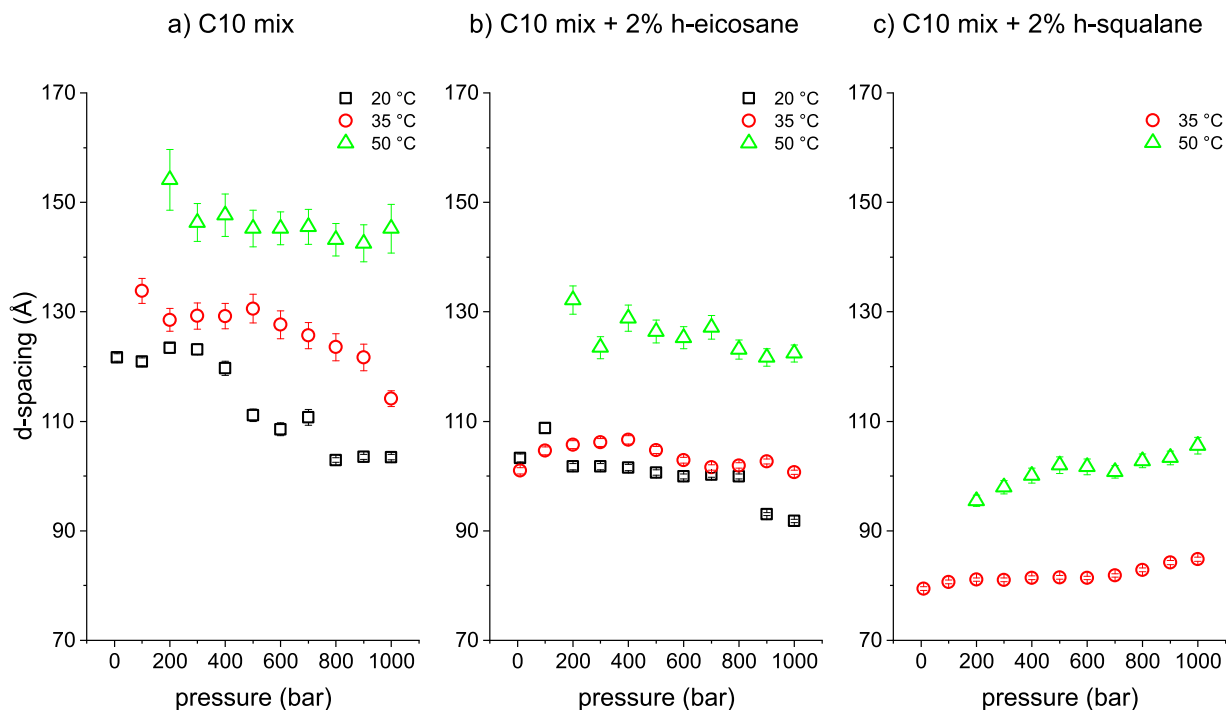 a) C10 mix
b) C10 mix + 2% h-eicosane
c) C10 mix + 2% h-squalane
d-spacing (Å)
170
150
130
110
90
70
20 °C
35 °C
50 °C
0 200 400 600 800 1000
pressure (bar)
170
150
130
110
90
70
20 °C
35 °C
50 °C
0 200 400 600 800 1000
pressure (bar)
170
150
130
110
90
70
35 °C
50 °C
0 200 400 600 800 1000
pressure (bar)